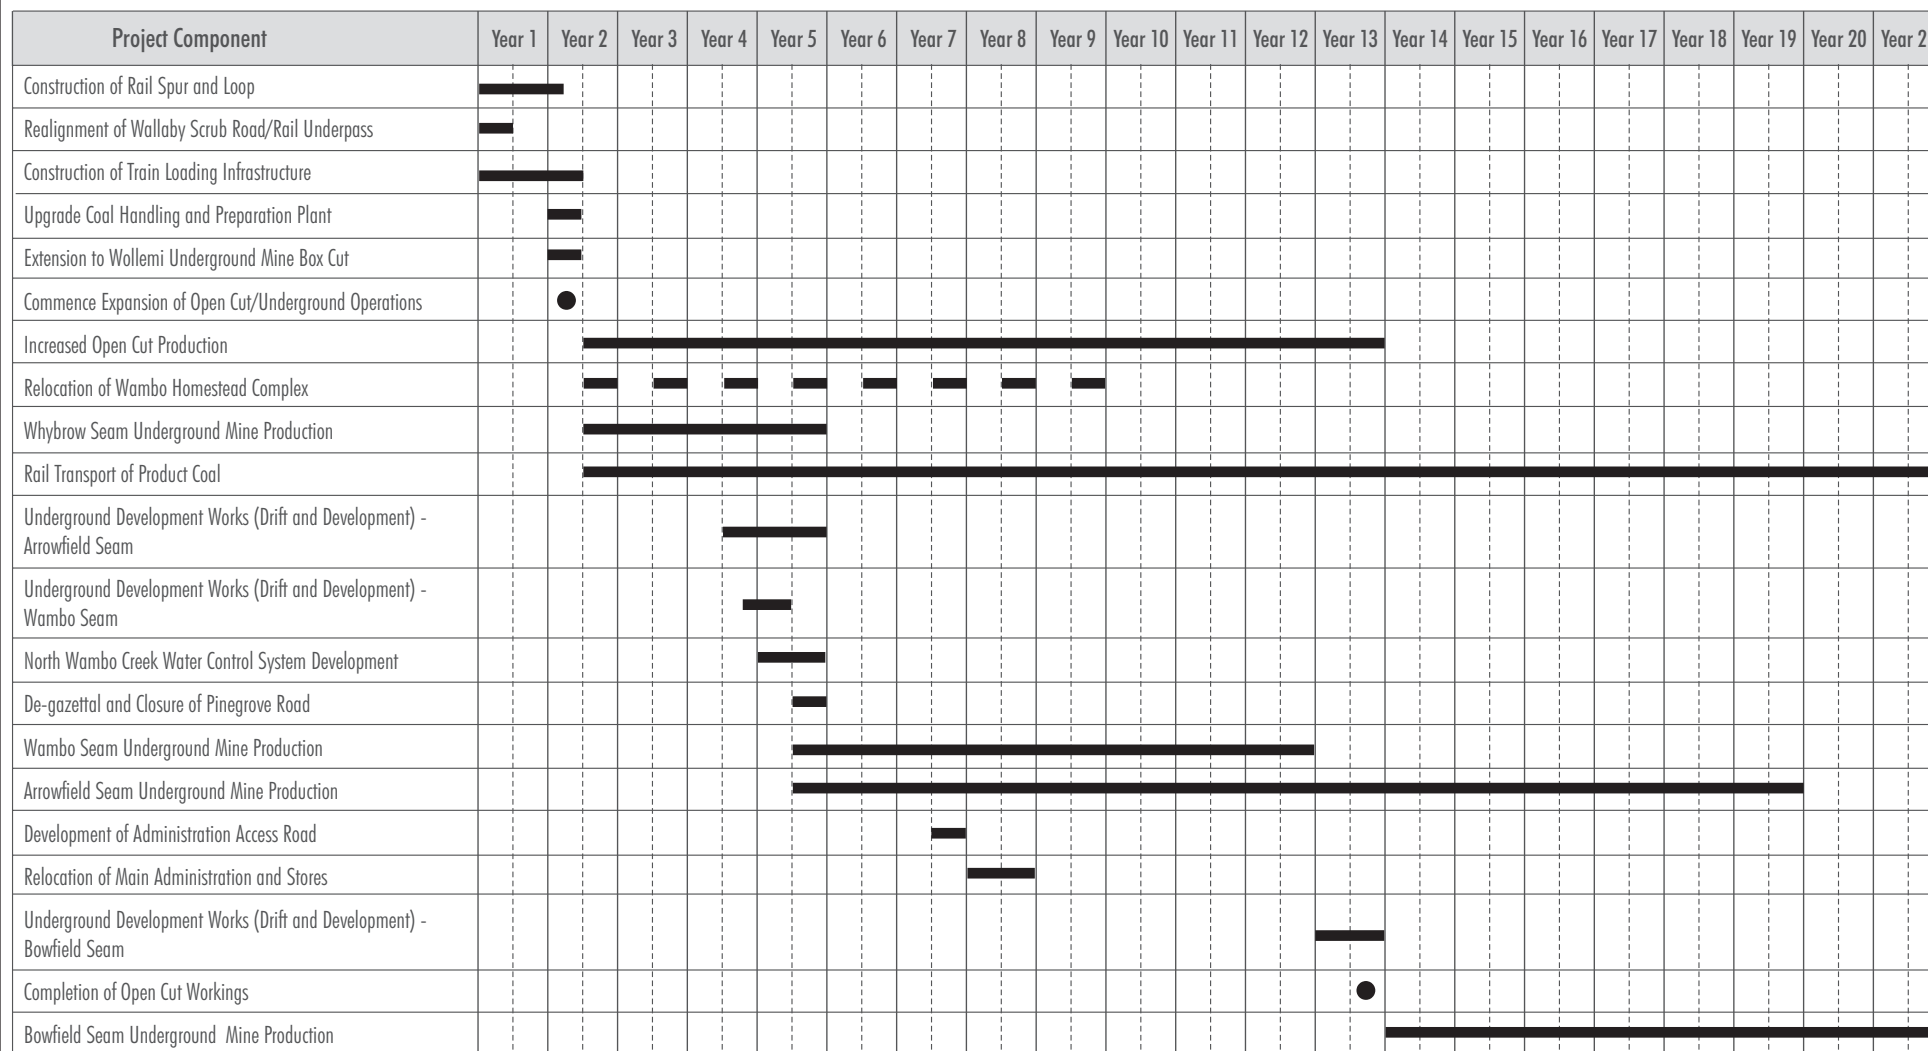 Project Component Year 1 Year 2 Year 3 Year 4 Year 5 Year 6 Year 7 Year 8 Year 9 Year 10 Year 11 Year 12 Year 13 Year 14 Year 15 Year 16 Year 17 Year 18 Year 19 Year 20 Year 2
Construction of Rail Spur and Loop
Realignment of Wallaby Scrub Road/Rail Underpass
Construction of Train Loading Infrastructure
Upgrade Coal Handling and Preparation Plant
Extension to Wollemi Underground Mine Box Cut
Commence Expansion of Open Cut/Underground Operations
Increased Open Cut Production
Relocation of Wambo Homestead Complex
Whybrow Seam Underground Mine Production
Rail Transport of Product Coal
Underground Development Works (Drift and Development) -
Arrowfield Seam
Underground Development Works (Drift and Development) -
Wambo Seam
North Wambo Creek Water Control System Development
De-gazettal and Closure of Pinegrove Road
Wambo Seam Underground Mine Production
Arrowfield Seam Underground Mine Production
Development of Administration Access Road
Relocation of Main Administration and Stores
Underground Development Works (Drift and Development) -
Bowfield Seam
Completion of Open Cut Workings
Bowfield Seam Underground Mine Production